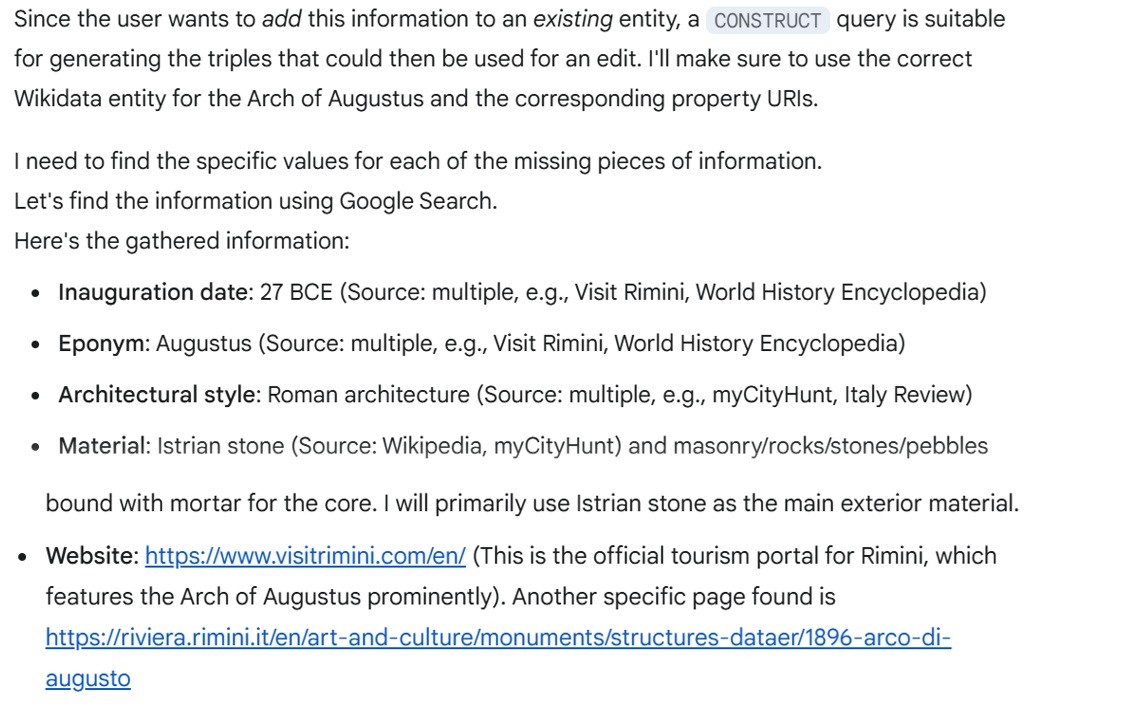 Since the user wants to add this information to an existing entity, a CONSTRUCT query is suitable
for generating the triples that could then be used for an edit. I'll make sure to use the correct
Wikidata entity for the Arch of Augustus and the corresponding property URIs.
I need to find the specific values for each of the missing pieces of information.
Let's find the information using Google Search.
Here's the gathered information:
• Inauguration date: 27 BCE (Source: multiple, e.g., Visit Rimini, World History Encyclopedia)
• Eponym: Augustus (Source: multiple, e.g., Visit Rimini, World History Encyclopedia)
• Architectural style: Roman architecture (Source: multiple, e.g., myCityHunt, Italy Review)
• Material: Istrian stone (Source: Wikipedia, myCityHunt) and masonry/rocks/stones/pebbles
bound with mortar for the core. I will primarily use Istrian stone as the main exterior material.
• Website: https://www.visitrimini.com/en/ (This is the official tourism portal for Rimini, which
features the Arch of Augustus prominently). Another specific page found is
https://riviera.rimini.it/en/art-and-culture/monuments/structures-dataer/1896-arco-di-
augusto